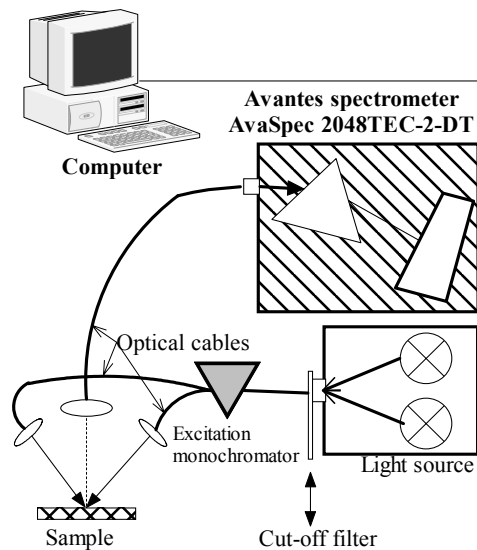 Avantes spectrometer
AvaSpec 2048TEC-2-DT
Computer
Optical cables
Excitation
monochromator
Light source
Sample
Cut-off filter